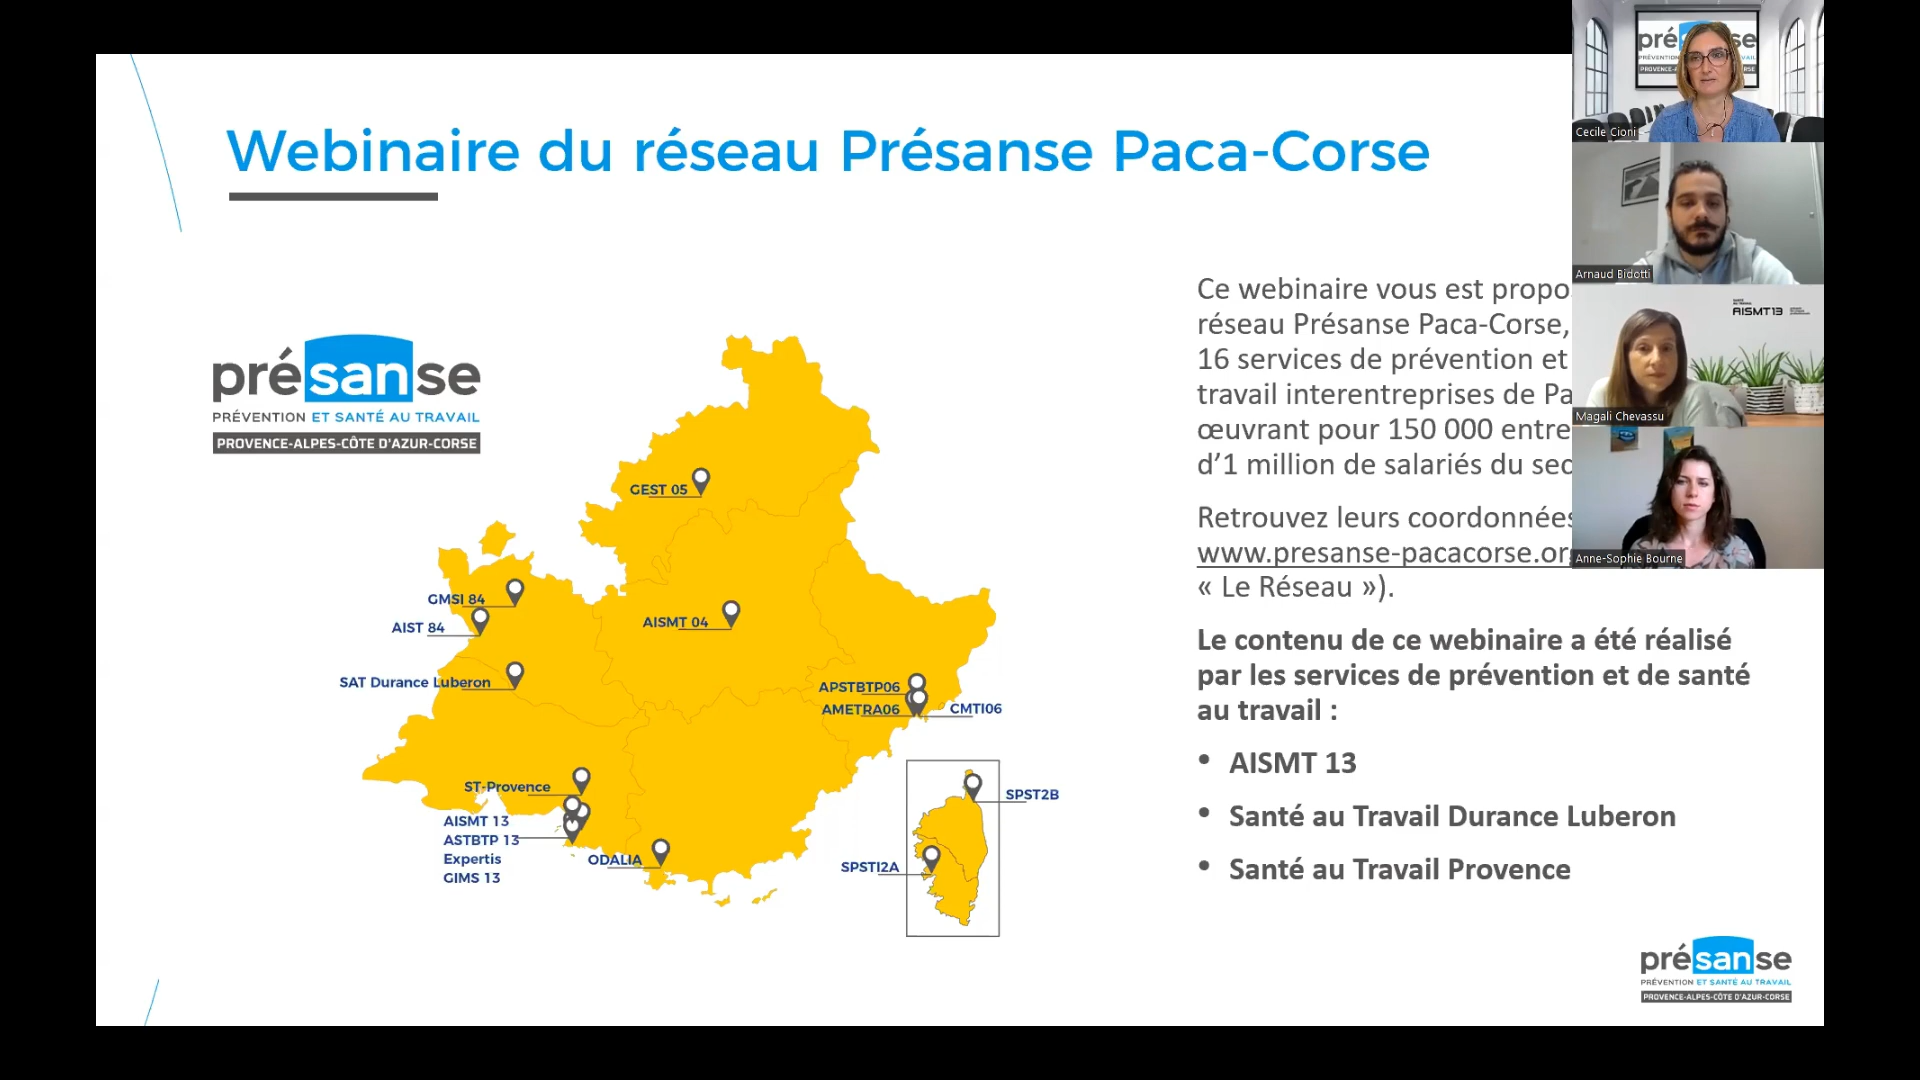 Webinaire du réseau Présanse Paca-Corse
présanse
PRÉVENTION ET SANTÉ AU TRAVAIL
PROVENCE-ALPES-CÔTE D'AZUR-CORSE
GEST 05
GMSI 84
AIST 84
AISMT 04
SAT Durance Luberon
APSTBTP06
AMETRA06
CMTI06
ST-Provence
AISMT 13
ASTBTP 13
Expertis
GIMS 13
ODALIA
SPST2B
SPSTI2A
Ce webinaire vous est propo
réseau Présanse Paca-Corse,
16 services de prévention et
travail interentreprises de Pa
œuvrant pour 150 000 entre
d'1 million de salariés du sec
Retrouvez leurs coordonnées
www.presanse-pacacorse.org
« Le Réseau »).
Le contenu de ce webinaire a été réalisé
par les services de prévention et de santé
au travail :
• AISMT 13
• Santé au Travail Durance Luberon
• Santé au Travail Provence
présanse
PRÉVENTION ET SANTÉ AU TRAVAIL
PROVENCE-ALPES-CÔTE D'AZUR-CORSE
Cecile Cioni
Arnaud Bidotti
AISMT13
Magali Chevassu
Anne-Sophie Bourne